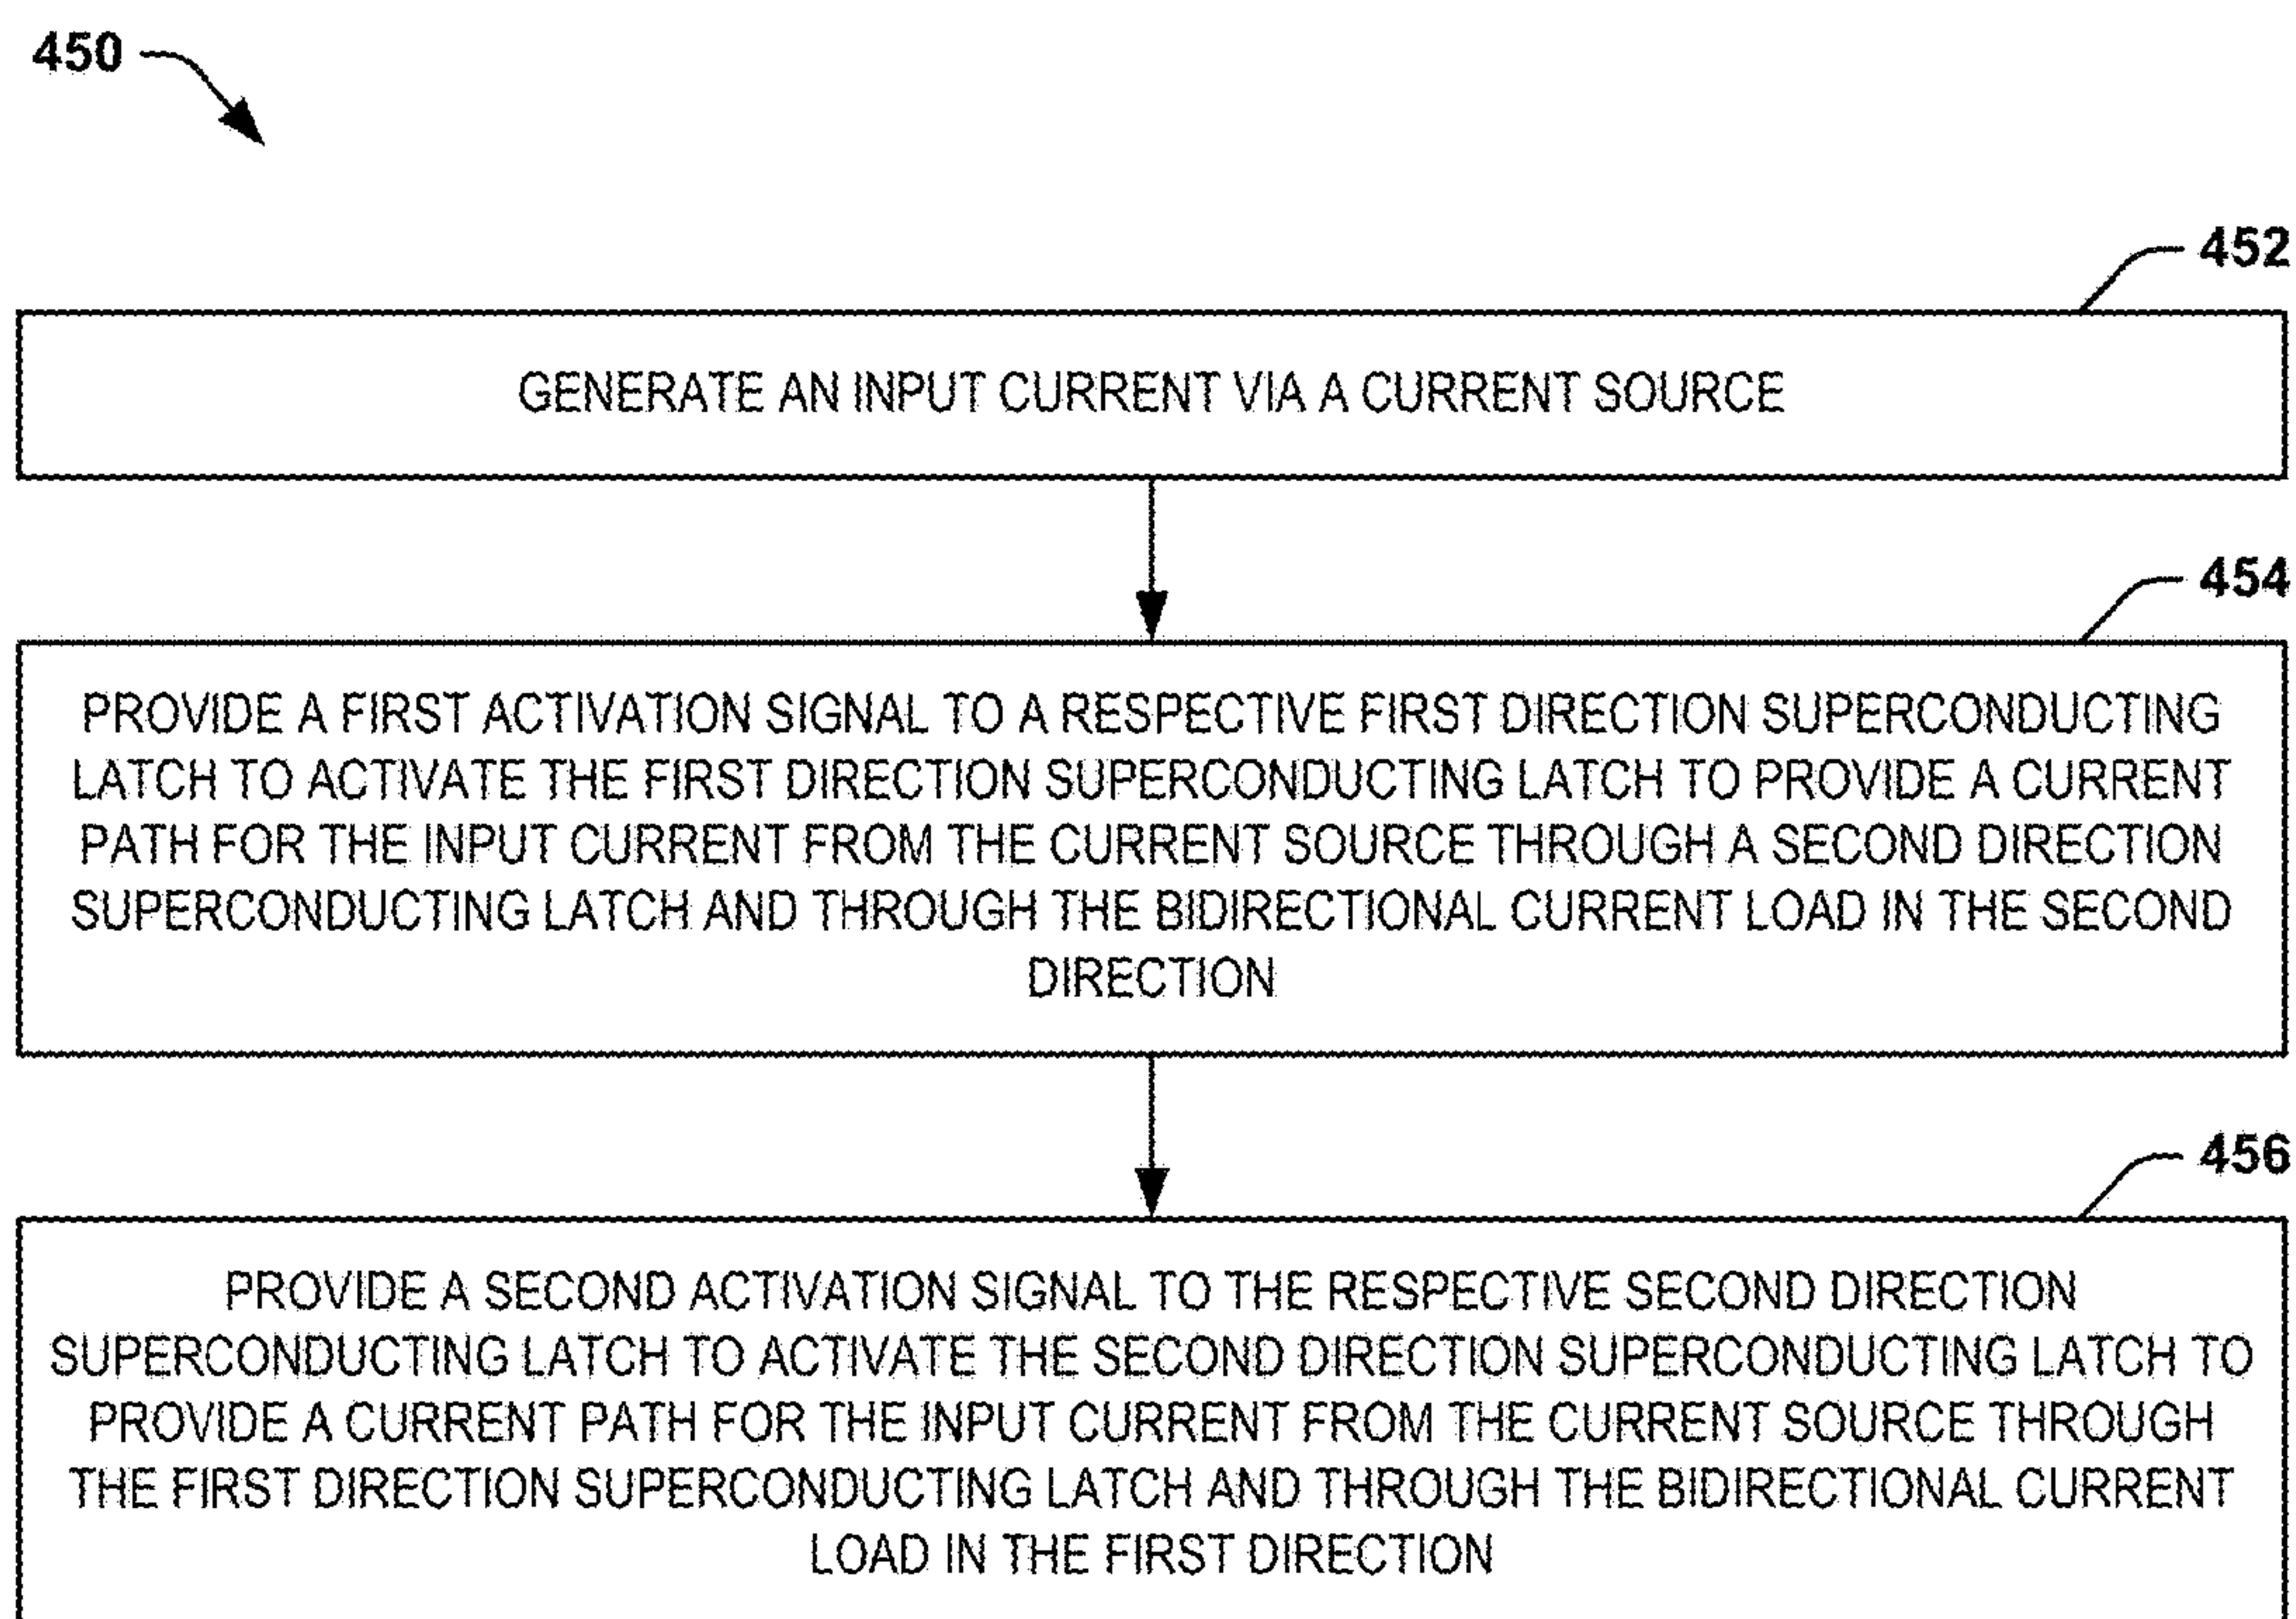 450
452
GENERATE AN INPUT CURRENT VIA A CURRENT SOURCE
454
PROVIDE A FIRST ACTIVATION SIGNAL TO A RESPECTIVE FIRST DIRECTION SUPERCONDUCTING
LATCH TO ACTIVATE THE FIRST DIRECTION SUPERCONDUCTING LATCH TO PROVIDE A CURRENT
PATH FOR THE INPUT CURRENT FROM THE CURRENT SOURCE THROUGH A SECOND DIRECTION
SUPERCONDUCTING LATCH AND THROUGH THE BIDIRECTIONAL CURRENT LOAD IN THE SECOND
DIRECTION
456
PROVIDE A SECOND ACTIVATION SIGNAL TO THE RESPECTIVE SECOND DIRECTION
SUPERCONDUCTING LATCH TO ACTIVATE THE SECOND DIRECTION SUPERCONDUCTING LATCH TO
PROVIDE A CURRENT PATH FOR THE INPUT CURRENT FROM THE CURRENT SOURCE THROUGH
THE FIRST DIRECTION SUPERCONDUCTING LATCH AND THROUGH THE BIDIRECTIONAL CURRENT
LOAD IN THE FIRST DIRECTION